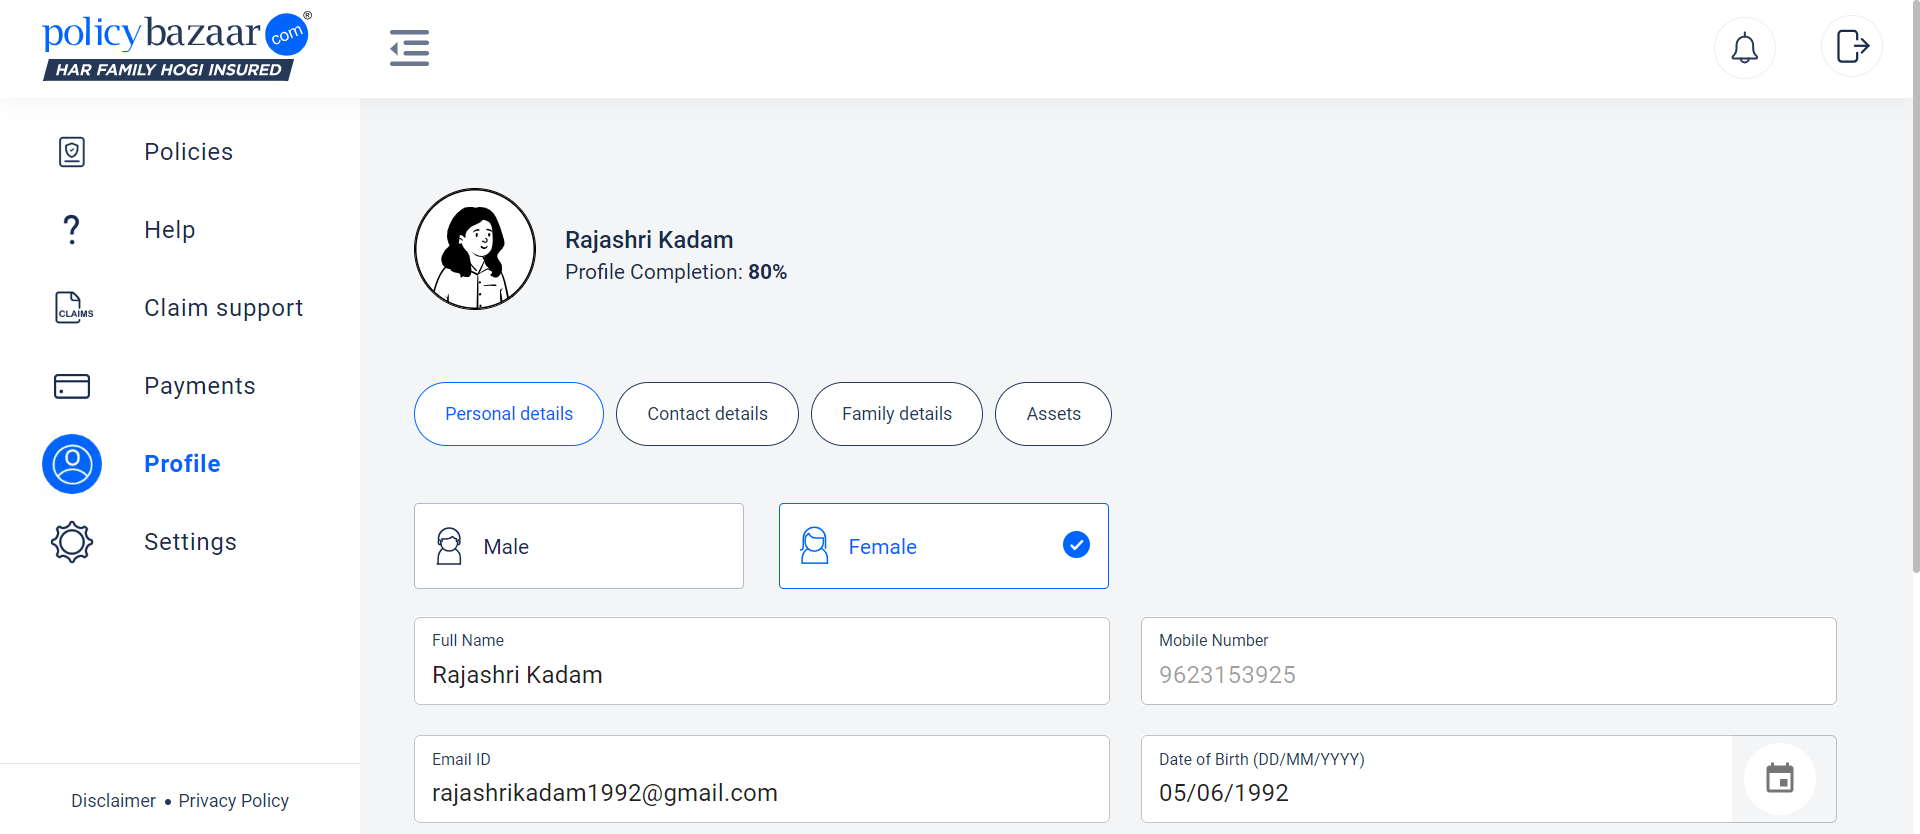 policybazaar.com®
HAR FAMILY HOGI INSURED
Policies
Help
CLAIMS
Claim support
Payments
Profile
Settings
Disclaimer • Privacy Policy
Rajashri Kadam
Profile Completion: 80%
Personal details
Contact details
Family details
Assets
Male
Female
Full Name
Rajashri Kadam
Mobile Number
9623153925
Email ID
rajashrikadam1992@gmail.com
Date of Birth (DD/MM/YYYY)
05/06/1992